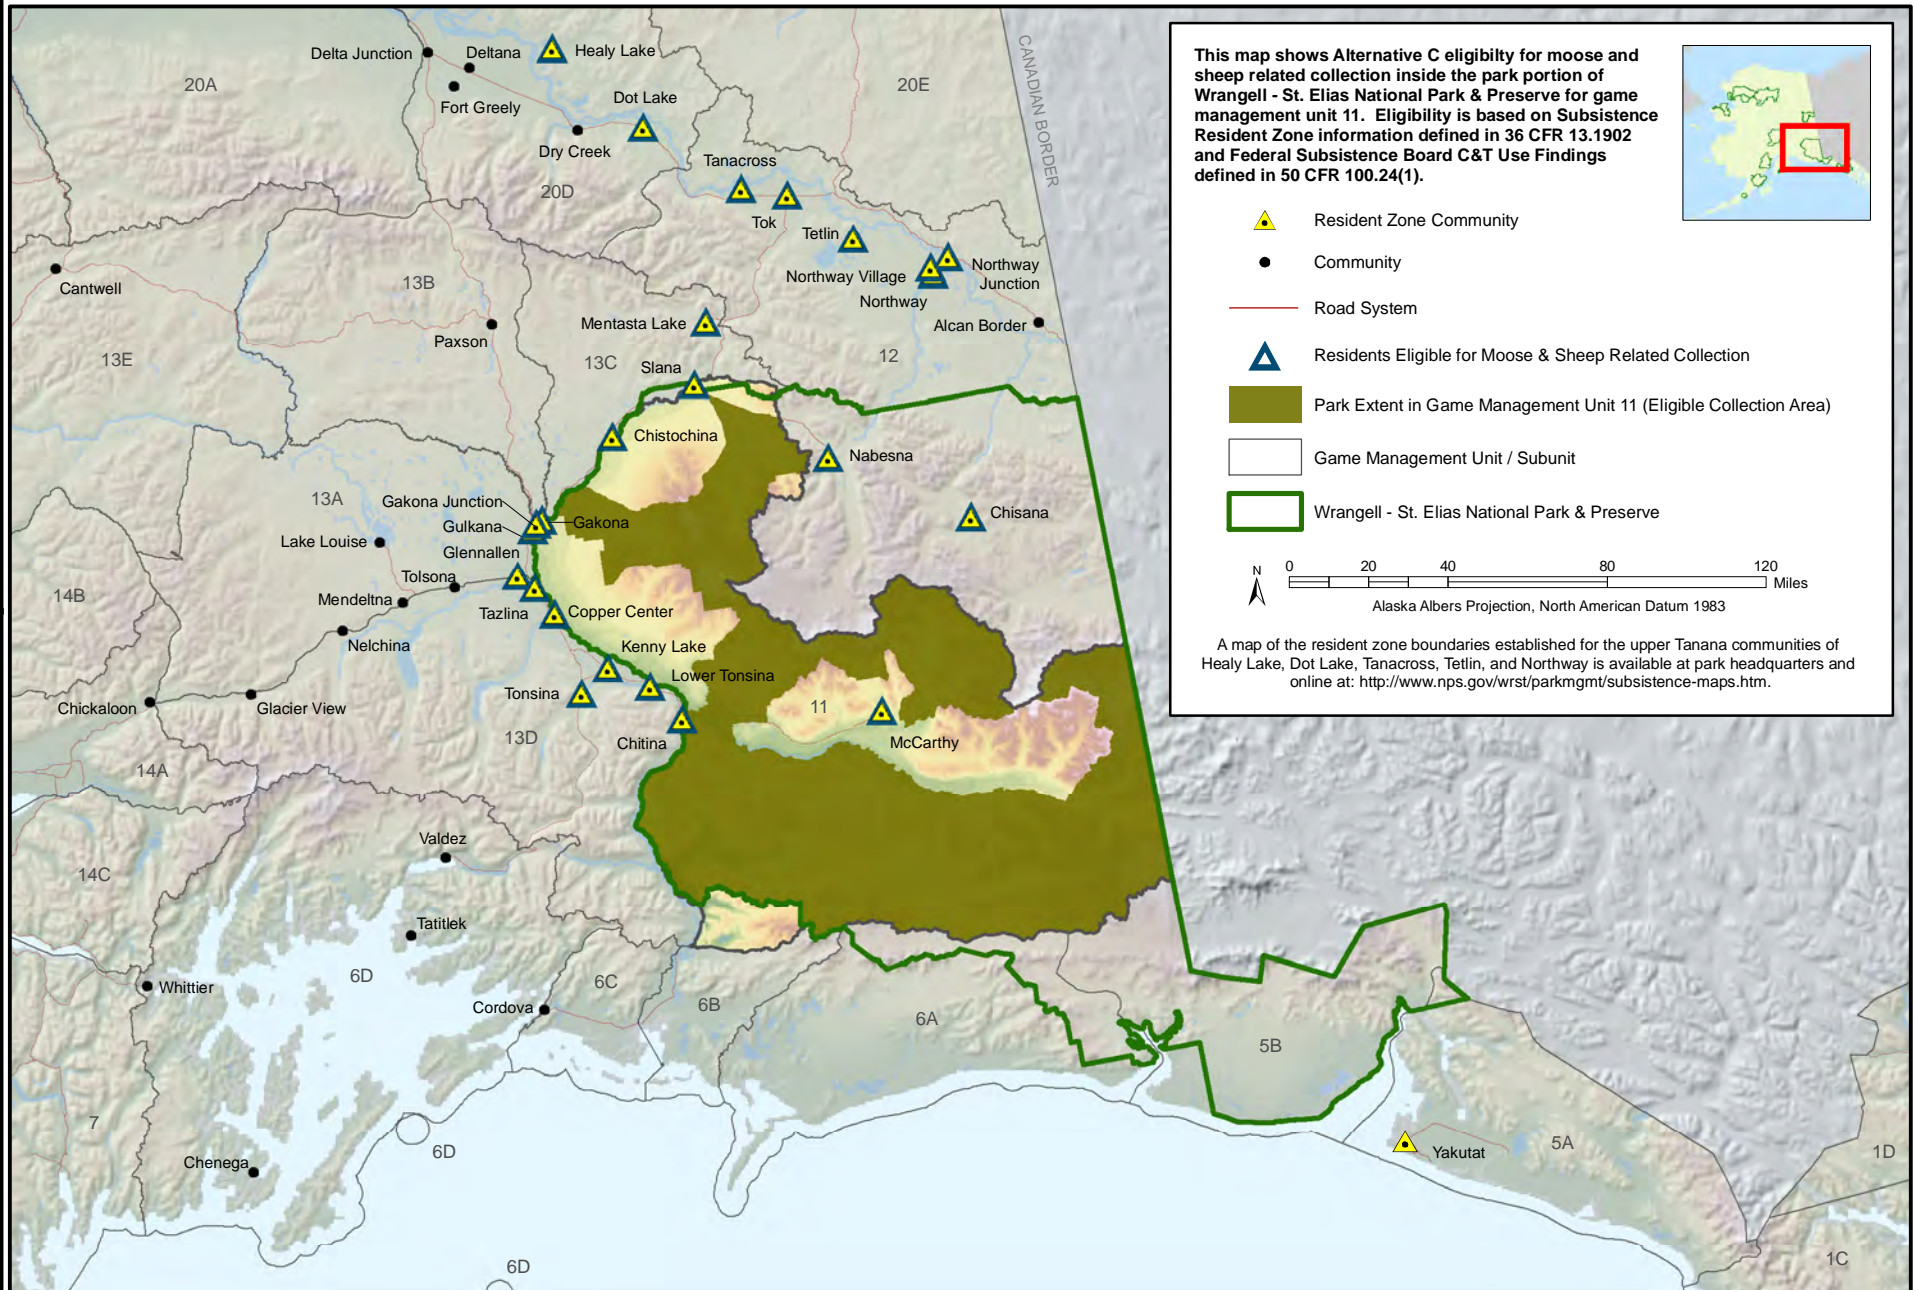 This map shows Alternative C eligibilty for moose and
sheep related collection inside the park portion of
Wrangell - St. Elias National Park & Preserve for game
management unit 11.  Eligibility is based on Subsistence
Resident Zone information defined in 36 CFR 13.1902
and Federal Subsistence Board C&T Use Findings
defined in 50 CFR 100.24(1).
Resident Zone Community
Community
Road System
Residents Eligible for Moose & Sheep Related Collection
Park Extent in Game Management Unit 11 (Eligible Collection Area)
Game Management Unit / Subunit
Wrangell - St. Elias National Park & Preserve
N
0 20 40 80 120
Miles
Alaska Albers Projection, North American Datum 1983
A map of the resident zone boundaries established for the upper Tanana communities of
Healy Lake, Dot Lake, Tanacross, Tetlin, and Northway is available at park headquarters and
online at: http://www.nps.gov/wrst/parkmgmt/subsistence-maps.htm.
CANADIAN BORDER
Delta Junction
Deltana
Healy Lake
20A
20E
Fort Greely
Dot Lake
Dry Creek
Tanacross
20D
Tok
Tetlin
Northway Village
Northway
Junction
Northway
Cantwell
13B
Mentasta Lake
Alcan Border
Paxson
13E
13C
12
Slana
Chistochina
Nabesna
13A
Gakona Junction
Gakona
Gulkana
Chisana
Lake Louise
Glennallen
Tolsona
14B
Mendeltna
Tazlina
Copper Center
Nelchina
Kenny Lake
Lower Tonsina
Tonsina
Chickaloon
Glacier View
11
13D
Chitina
McCarthy
14A
Valdez
14C
Tatitlek
6D
6C
Whittier
6B
Cordova
6A
5B
7
5A
6D
Yakutat
1D
Chenega
1C
6D